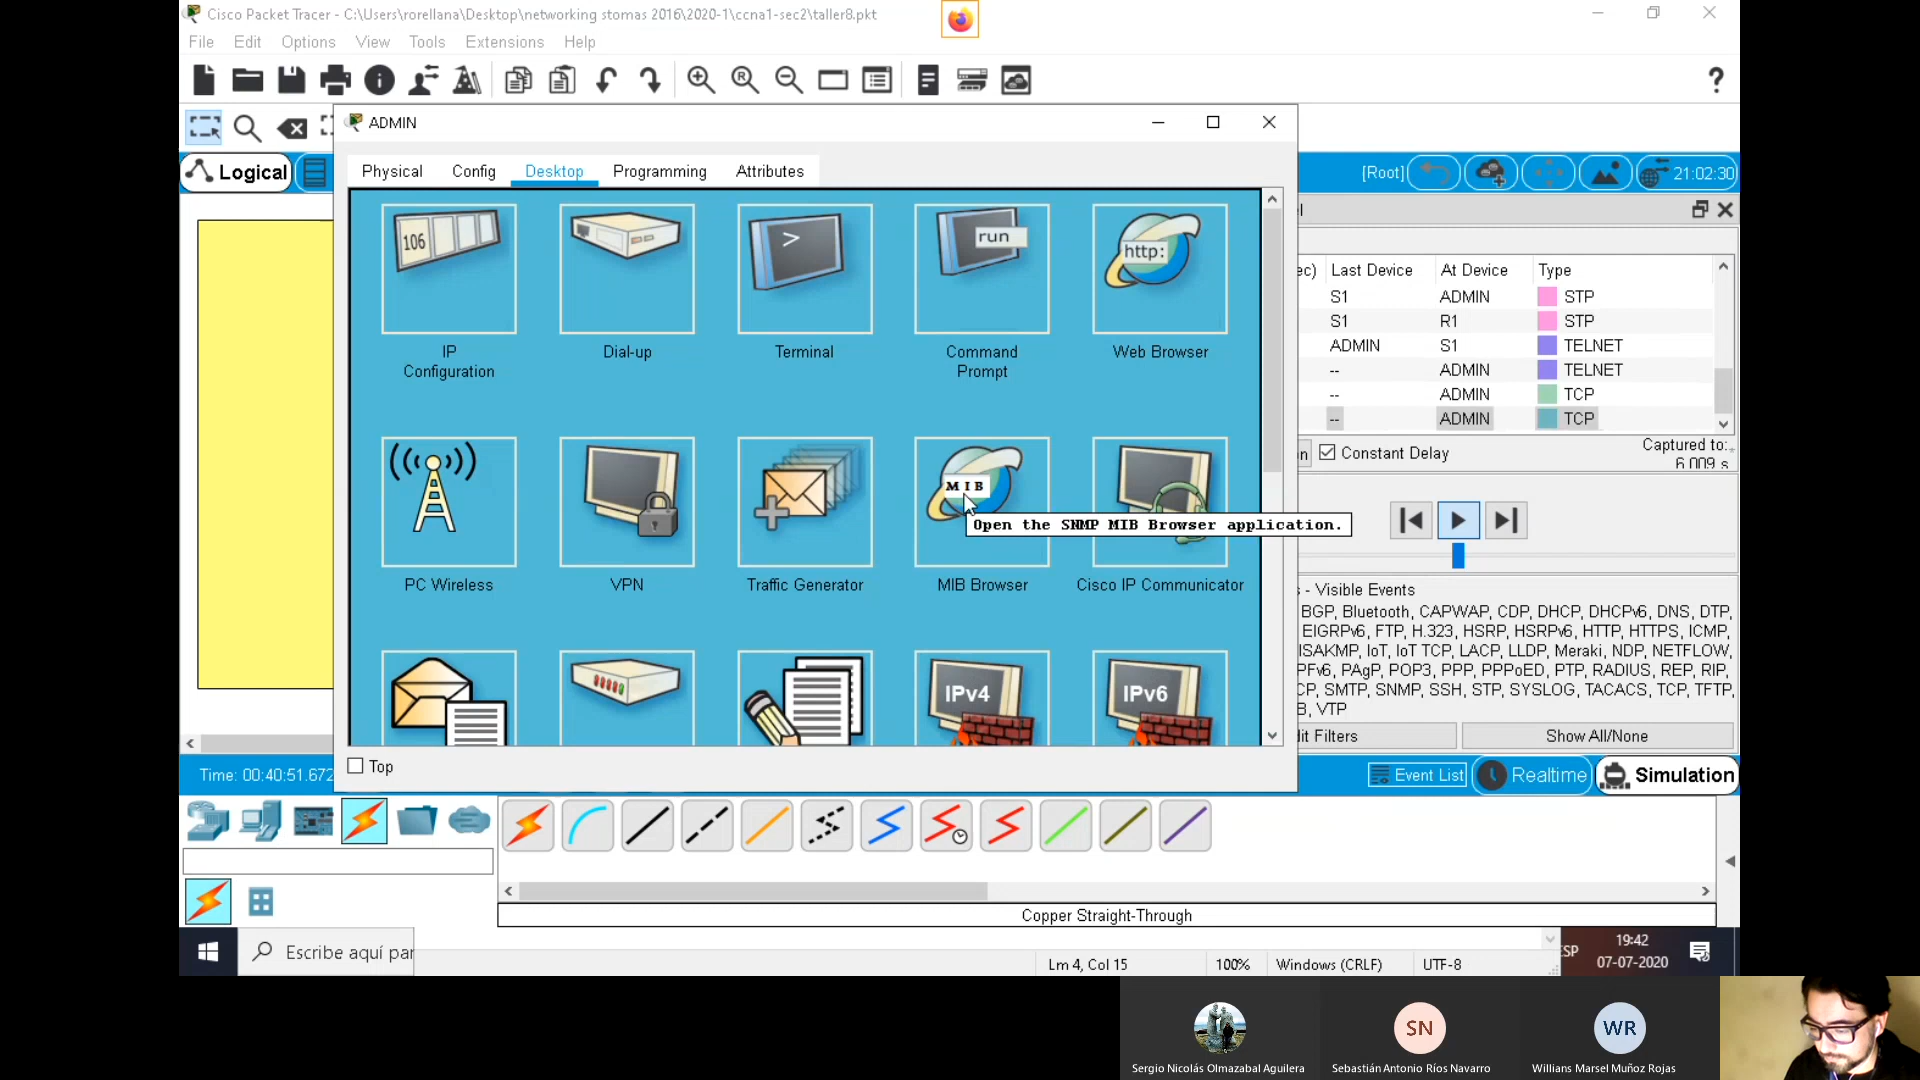 Cisco Packet Tracer - C:\Users\rorellana\Desktop\networking stomas 2016\2020-1\ccna1-sec2\taller8.pkt
File Edit Options View Tools Extensions Help
ADMIN
Logical
[Root]
21:02:30
Physical Config Desktop Programming Attributes
106
>
run
http:
IP Configuration
Dial-up
Terminal
Command Prompt
Web Browser
MIB
Open the SNMP MIB Browser application.
PC Wireless
VPN
Traffic Generator
MIB Browser
Cisco IP Communicator
IPv4
IPv6
Top
ec) Last Device At Device Type
S1 ADMIN STP
S1 R1 STP
ADMIN S1 TELNET
-- ADMIN TELNET
-- ADMIN TCP
-- ADMIN TCP
Constant Delay
Captured to:
6.009 s
- Visible Events
BGP, Bluetooth, CAPWAP, CDP, DHCP, DHCPv6, DNS, DTP,
EIGRPv6, FTP, H.323, HSRP, HSRPv6, HTTP, HTTPS, ICMP,
ISAKMP, IoT, IoT TCP, LACP, LLDP, Meraki, NDP, NETFLOW,
PFv6, PAgP, POP3, PPP, PPPoED, PTP, RADIUS, REP, RIP,
CP, SMTP, SNMP, SSH, STP, SYSLOG, TACACS, TCP, TFTP,
B, VTP
dit Filters
Show All/None
Time: 00:40:51.672
Event List
Realtime
Simulation
Copper Straight-Through
Escribe aquí par
Lm 4, Col 15
100%
Windows (CRLF)
UTF-8
ESP
19:42
07-07-2020
SN
WR
Sergio Nicolás Olmazabal Aguilera
Sebastián Antonio Ríos Navarro
Willians Marsel Muñoz Rojas